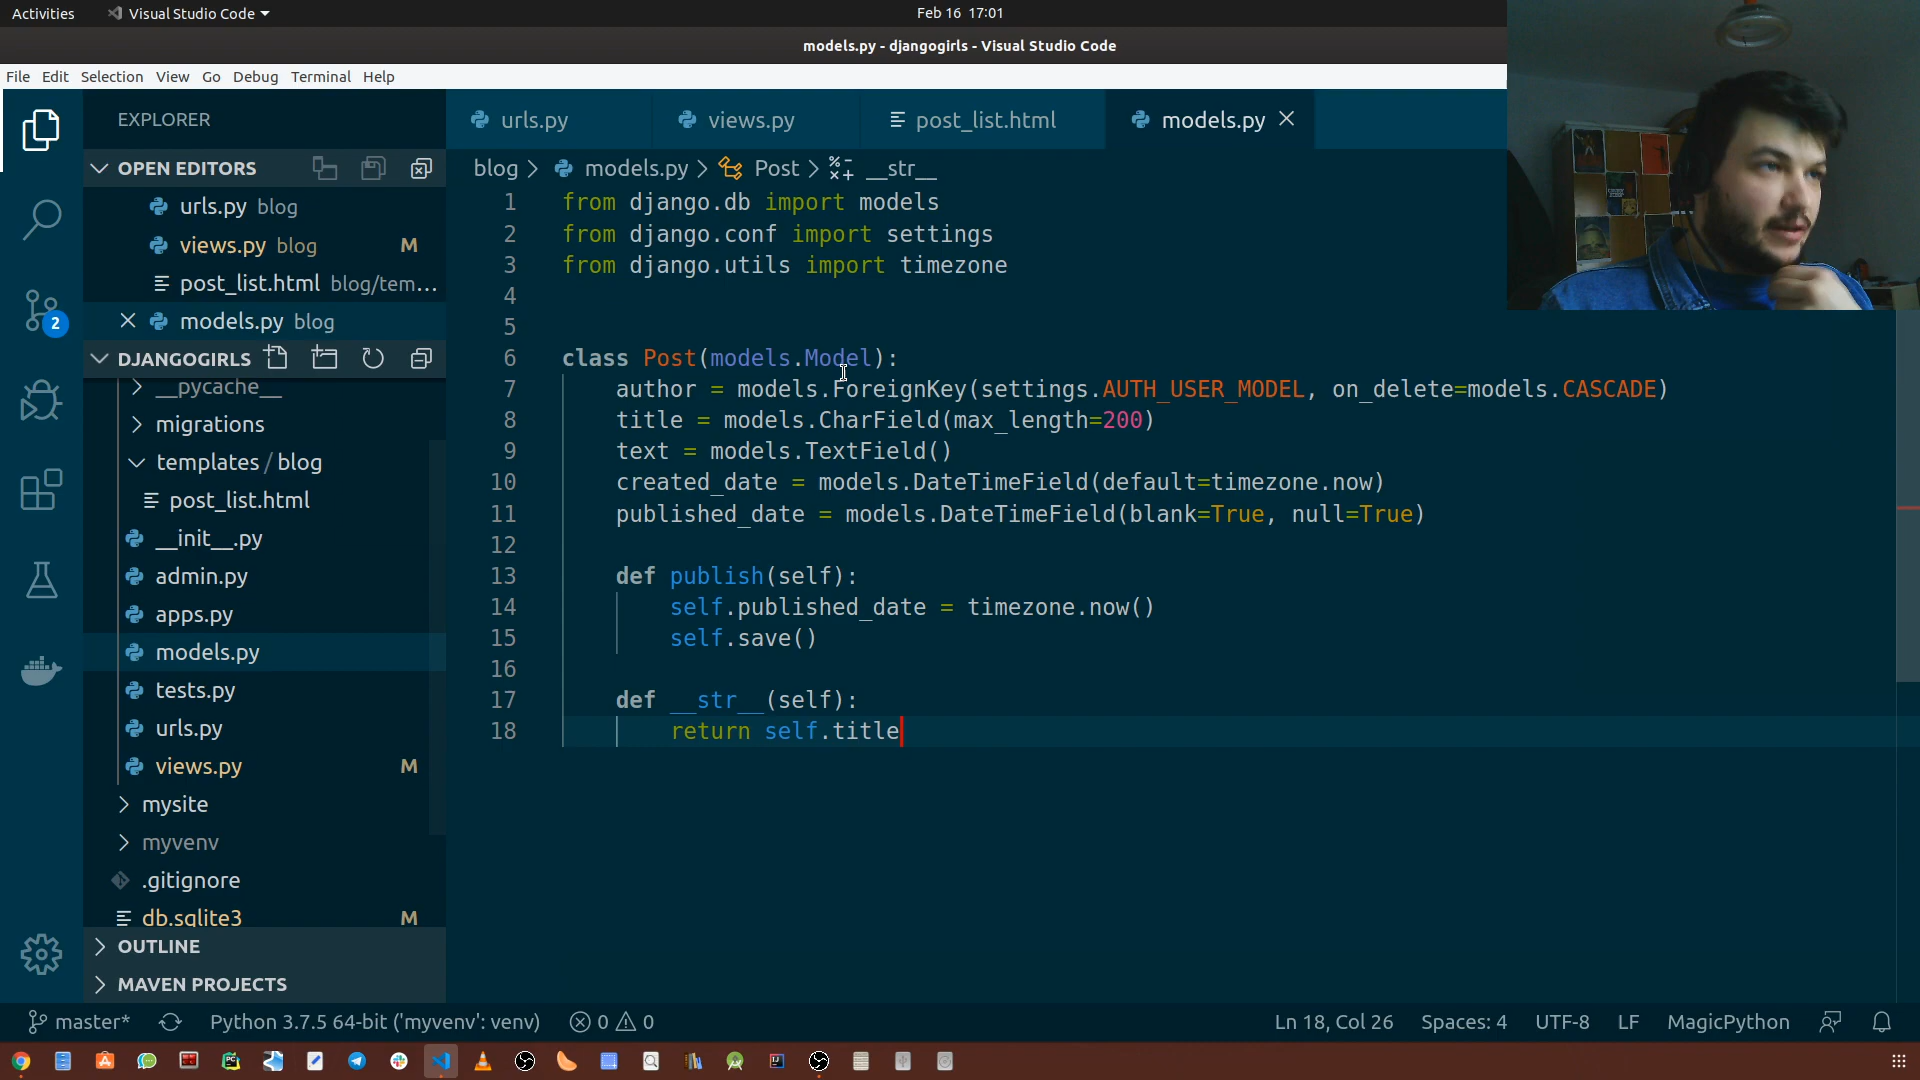 Activities
Visual Studio Code
Feb 16 17:01
models.py - djangogirls - Visual Studio Code
File Edit Selection View Go Debug Terminal Help
EXPLORER
OPEN EDITORS
urls.py blog
views.py blog M
post_list.html blog/tem...
models.py blog
2
DJANGOGIRLS
__pycache__
migrations
templates / blog
post_list.html
__init__.py
admin.py
apps.py
models.py
tests.py
urls.py
views.py M
mysite
myvenv
.gitignore
db.sqlite3 M
OUTLINE
MAVEN PROJECTS
urls.py views.py post_list.html models.py
blog > models.py > Post > __str__
1 from django.db import models
2 from django.conf import settings
3 from django.utils import timezone
4
5
6 class Post(models.Model):
7 author = models.ForeignKey(settings.AUTH_USER_MODEL, on_delete=models.CASCADE)
8 title = models.CharField(max_length=200)
9 text = models.TextField()
10 created_date = models.DateTimeField(default=timezone.now)
11 published_date = models.DateTimeField(blank=True, null=True)
12
13 def publish(self):
14 self.published_date = timezone.now()
15 self.save()
16
17 def __str__(self):
18 return self.title
master* Python 3.7.5 64-bit ('myvenv': venv) 0 0 Ln 18, Col 26 Spaces: 4 UTF-8 LF MagicPython